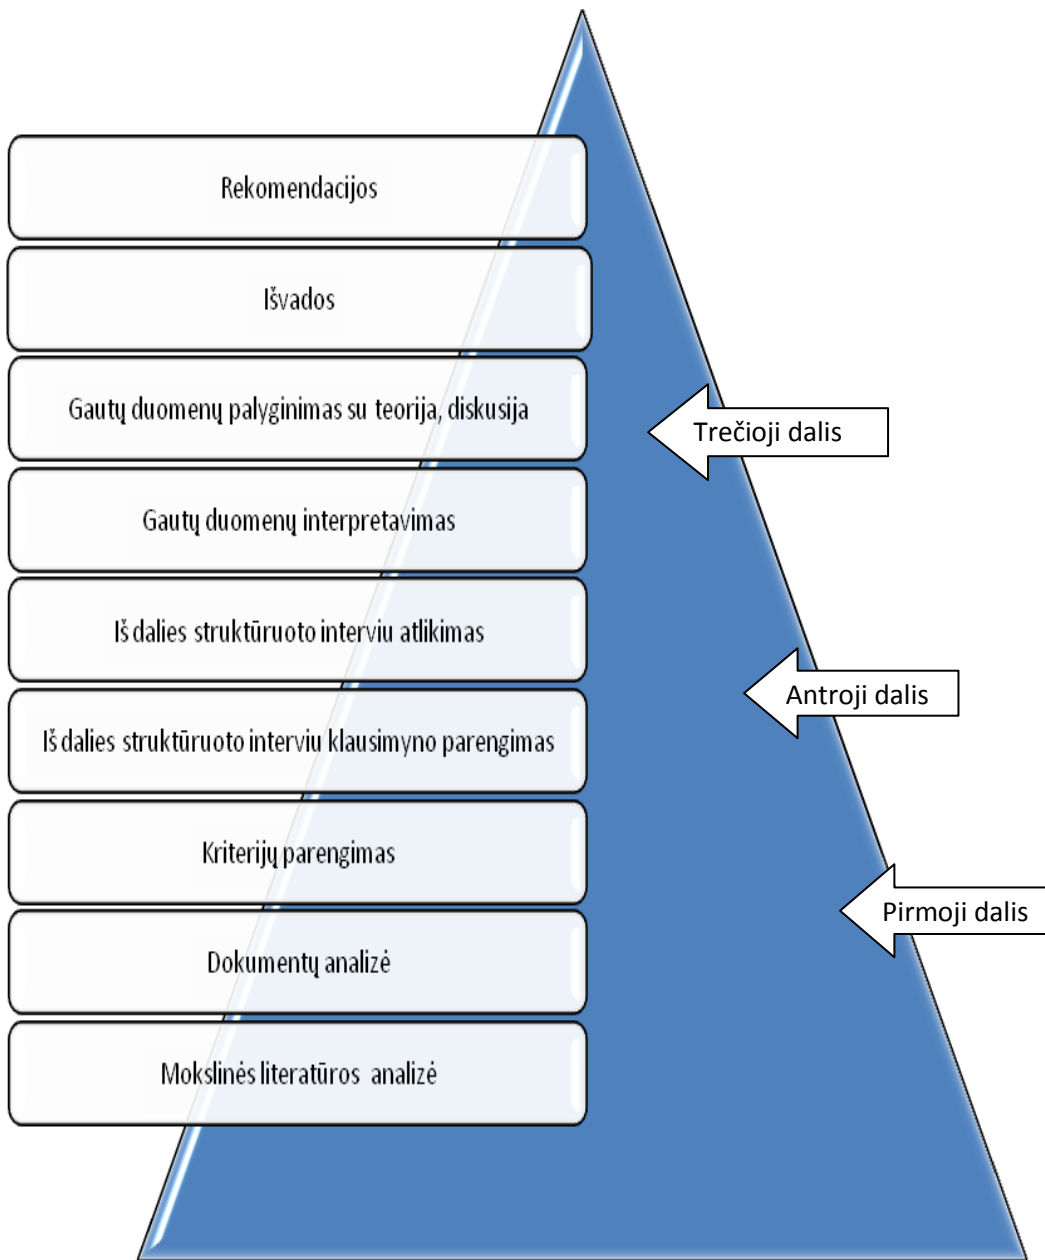 Rekomendacijos
Išvados
Gautų duomenų palyginimas su teorija, diskusija
Trečioji dalis
Gautų duomenų interpretavimas
Iš dalies struktūruoto interviu atlikimas
Antroji dalis
Iš dalies struktūruoto interviu klausimyno parengimas
Kriterijų parengimas
Pirmoji dalis
Dokumentų analizė
Mokslinės literatūros analizė